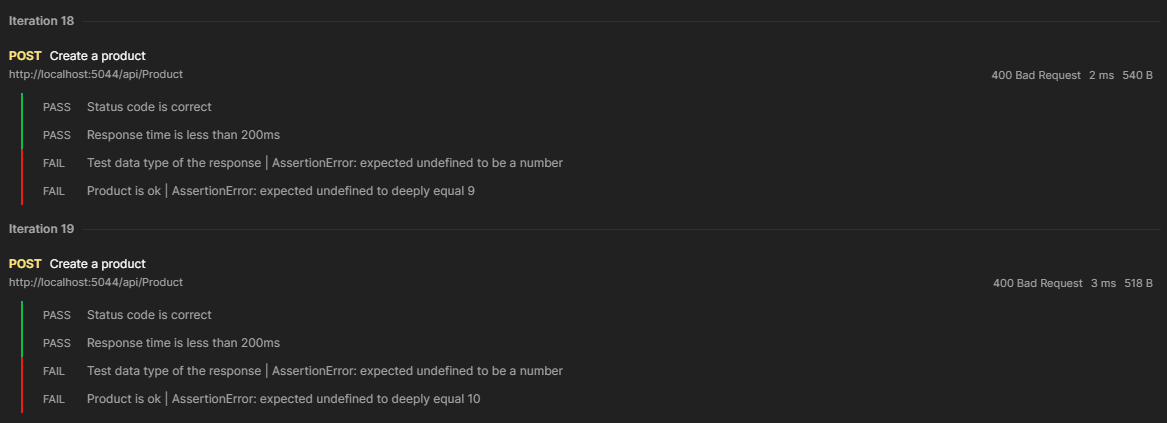 Iteration 18
POST Create a product
http://localhost:5044/api/Product
400 Bad Request 2 ms 540 B
PASS Status code is correct
PASS Response time is less than 200ms
FAIL Test data type of the response | AssertionError: expected undefined to be a number
FAIL Product is ok | AssertionError: expected undefined to deeply equal 9
Iteration 19
POST Create a product
http://localhost:5044/api/Product
400 Bad Request 3 ms 518 B
PASS Status code is correct
PASS Response time is less than 200ms
FAIL Test data type of the response | AssertionError: expected undefined to be a number
FAIL Product is ok | AssertionError: expected undefined to deeply equal 10